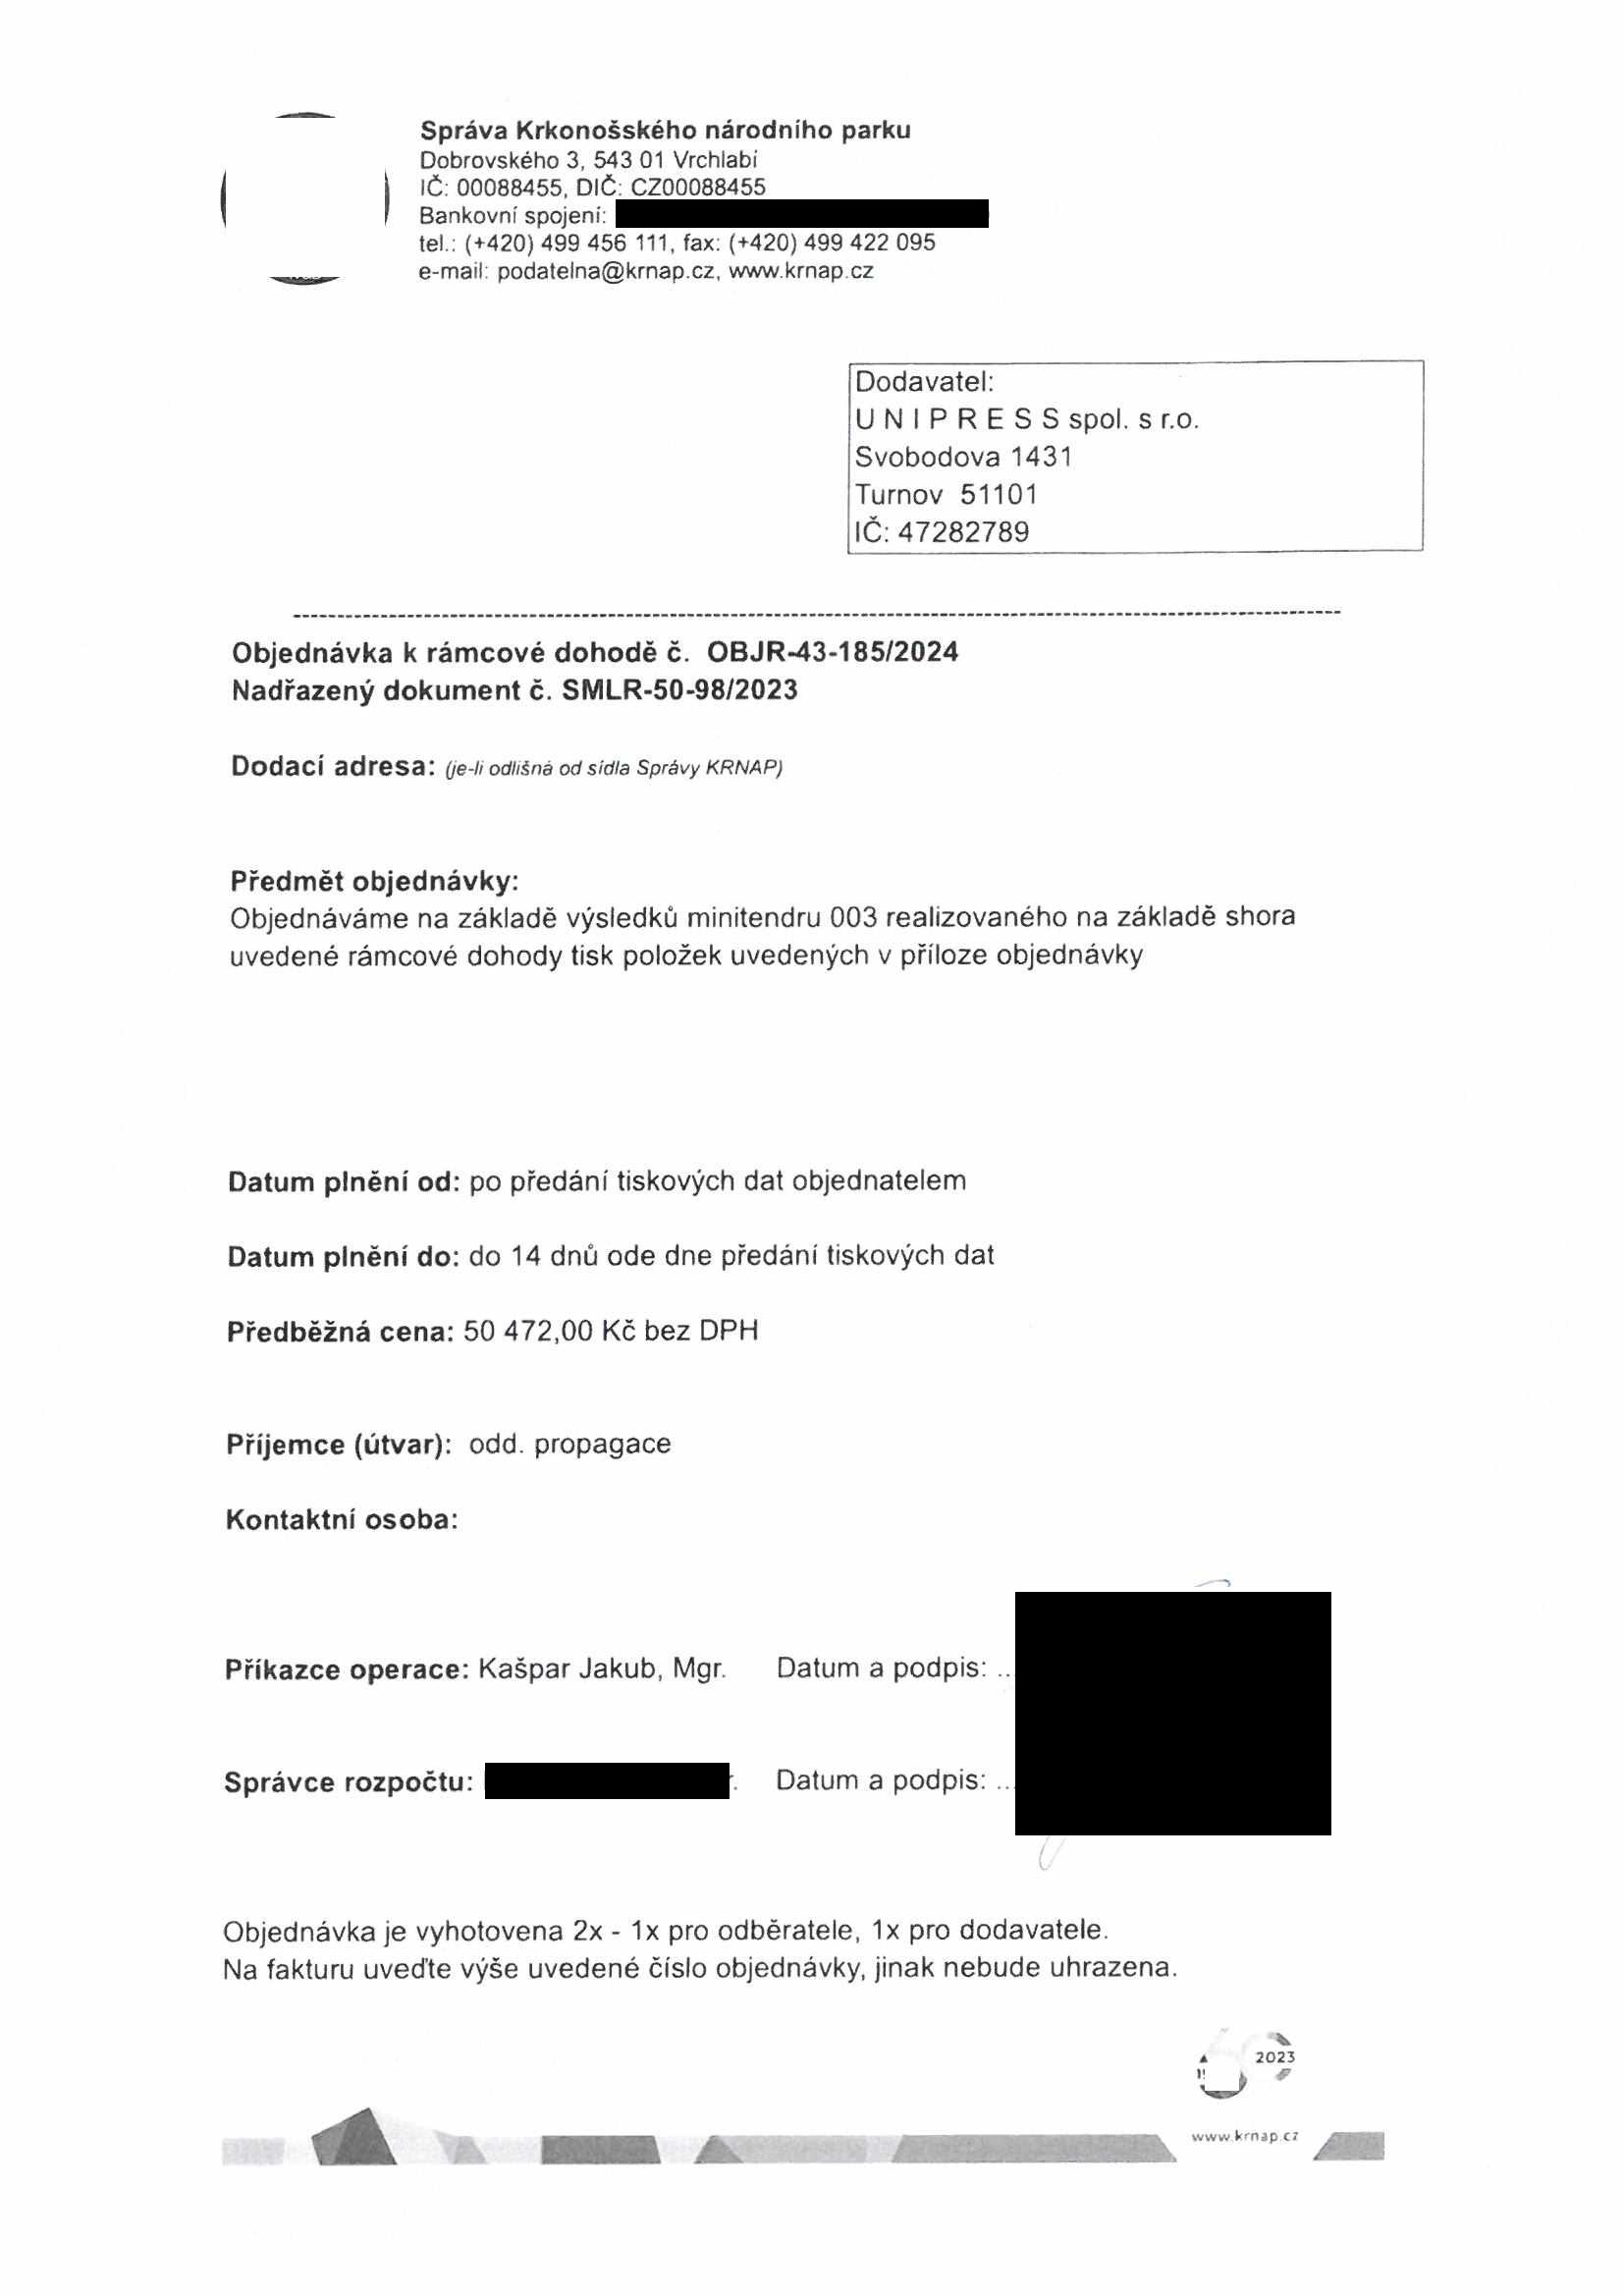 Správa Krkonošského národního parku
Dobrovského 3, 543 01 Vrchlabí
IČ: 00088455, DIČ: CZ00088455
Bankovní spojení:
tel.: (+420) 499 456 111, fax: (+420) 499 422 095
e-mail: podatelna@krnap.cz, www.krnap.cz
Dodavatel:
U N I P R E S S spol. s r.o.
Svobodova 1431
Turnov 51101
IČ: 47282789
Objednávka k rámcové dohodě č. OBJR-43-185/2024
Nadřazený dokument č. SMLR-50-98/2023
Dodací adresa: (je-li odlišná od sídla Správy KRNAP)
Předmět objednávky:
Objednáváme na základě výsledků minitendru 003 realizovaného na základě shora
uvedené rámcové dohody tisk položek uvedených v příloze objednávky
Datum plnění od: po předání tiskových dat objednatelem
Datum plnění do: do 14 dnů ode dne předání tiskových dat
Předběžná cena: 50 472,00 Kč bez DPH
Příjemce (útvar): odd. propagace
Kontaktní osoba:
Příkazce operace: Kašpar Jakub, Mgr. Datum a podpis: ..
Správce rozpočtu: Datum a podpis: ...
Objednávka je vyhotovena 2x - 1x pro odběratele, 1x pro dodavatele.
Na fakturu uveďte výše uvedené číslo objednávky, jinak nebude uhrazena.
2023
www.krnap.cz